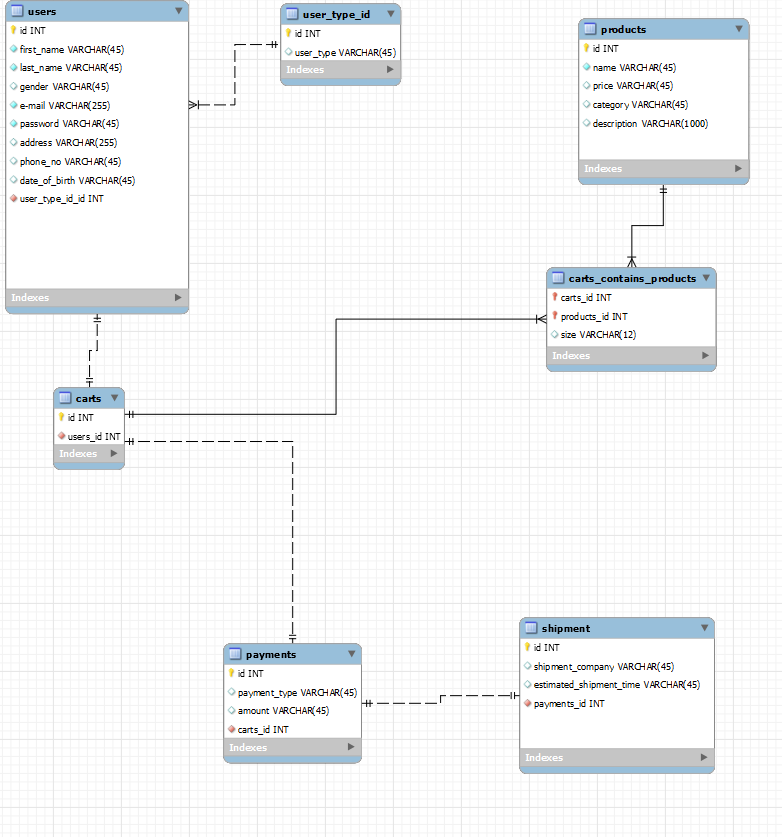 users
id INT
first_name VARCHAR(45)
last_name VARCHAR(45)
gender VARCHAR(45)
e-mail VARCHAR(255)
password VARCHAR(45)
address VARCHAR(255)
phone_no VARCHAR(45)
date_of_birth VARCHAR(45)
user_type_id_id INT
Indexes
user_type_id
id INT
user_type VARCHAR(45)
Indexes
products
id INT
name VARCHAR(45)
price VARCHAR(45)
category VARCHAR(45)
description VARCHAR(1000)
Indexes
carts_contains_products
carts_id INT
products_id INT
size VARCHAR(12)
Indexes
carts
id INT
users_id INT
Indexes
payments
id INT
payment_type VARCHAR(45)
amount VARCHAR(45)
carts_id INT
Indexes
shipment
id INT
shipment_company VARCHAR(45)
estimated_shipment_time VARCHAR(45)
payments_id INT
Indexes